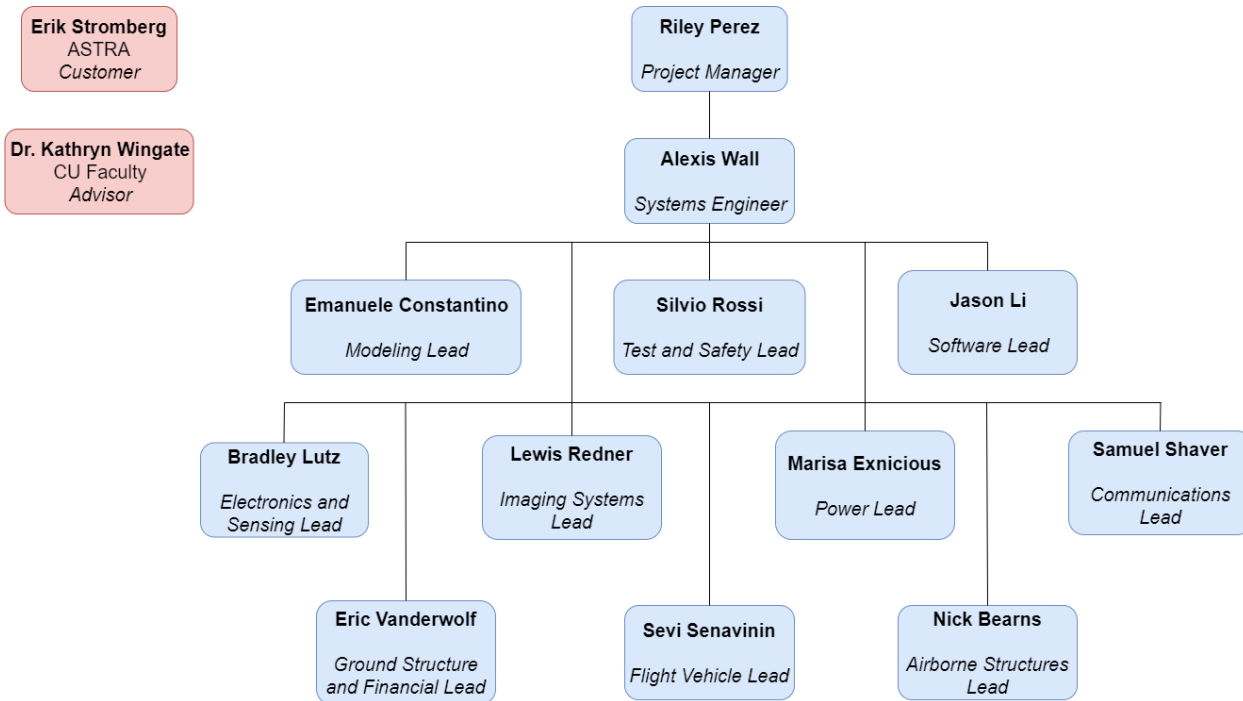 Erik Stromberg
ASTRA
Customer
Riley Perez
Project Manager
Dr. Kathryn Wingate
CU Faculty
Advisor
Alexis Wall
Systems Engineer
Emanuele Constantino
Modeling Lead
Silvio Rossi
Test and Safety Lead
Jason Li
Software Lead
Bradley Lutz
Electronics and
Sensing Lead
Lewis Redner
Imaging Systems
Lead
Marisa Exnicious
Power Lead
Samuel Shaver
Communications
Lead
Eric Vanderwolf
Ground Structure
and Financial Lead
Sevi Senavinin
Flight Vehicle Lead
Nick Bearns
Airborne Structures
Lead